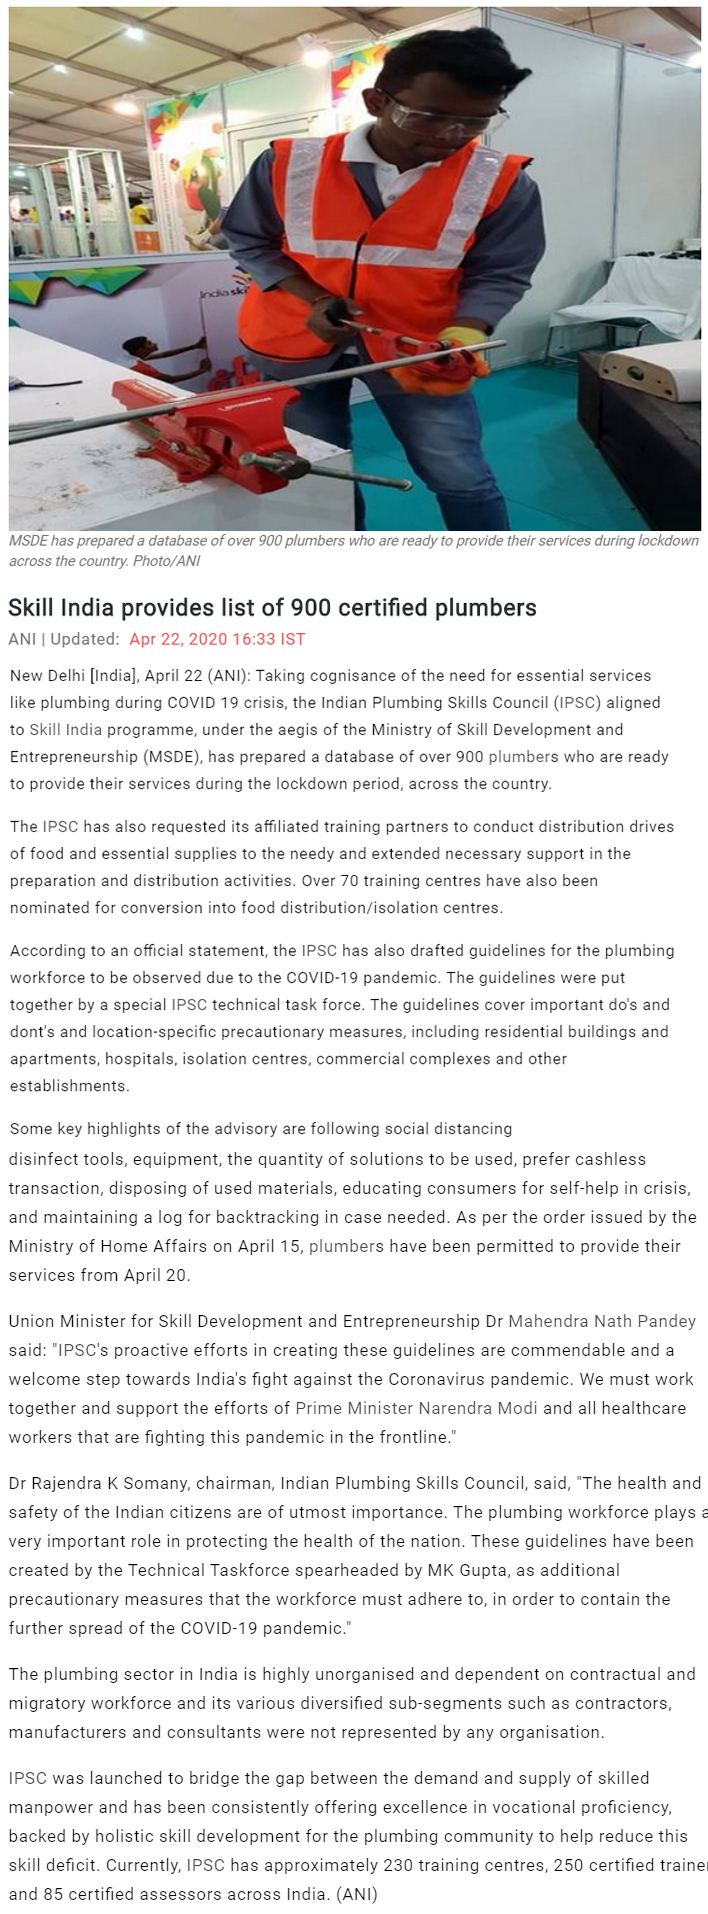 India ski
MSDE has prepared a database of over 900 plumbers who are ready to provide their services during lockdown
across the country. Photo/ANI
Skill India provides list of 900 certified plumbers
ANI | Updated: Apr 22, 2020 16:33 IST
New Delhi [India], April 22 (ANI): Taking cognisance of the need for essential services
like plumbing during COVID 19 crisis, the Indian Plumbing Skills Council (IPSC) aligned
to Skill India programme, under the aegis of the Ministry of Skill Development and
Entrepreneurship (MSDE), has prepared a database of over 900 plumbers who are ready
to provide their services during the lockdown period, across the country.
The IPSC has also requested its affiliated training partners to conduct distribution drives
of food and essential supplies to the needy and extended necessary support in the
preparation and distribution activities. Over 70 training centres have also been
nominated for conversion into food distribution/isolation centres.
According to an official statement, the IPSC has also drafted guidelines for the plumbing
workforce to be observed due to the COVID-19 pandemic. The guidelines were put
together by a special IPSC technical task force. The guidelines cover important do's and
dont's and location-specific precautionary measures, including residential buildings and
apartments, hospitals, isolation centres, commercial complexes and other
establishments.
Some key highlights of the advisory are following social distancing
disinfect tools, equipment, the quantity of solutions to be used, prefer cashless
transaction, disposing of used materials, educating consumers for self-help in crisis,
and maintaining a log for backtracking in case needed. As per the order issued by the
Ministry of Home Affairs on April 15, plumbers have been permitted to provide their
services from April 20.
Union Minister for Skill Development and Entrepreneurship Dr Mahendra Nath Pandey
said: "IPSC's proactive efforts in creating these guidelines are commendable and a
welcome step towards India's fight against the Coronavirus pandemic. We must work
together and support the efforts of Prime Minister Narendra Modi and all healthcare
workers that are fighting this pandemic in the frontline."
Dr Rajendra K Somany, chairman, Indian Plumbing Skills Council, said, "The health and
safety of the Indian citizens are of utmost importance. The plumbing workforce plays a
very important role in protecting the health of the nation. These guidelines have been
created by the Technical Taskforce spearheaded by MK Gupta, as additional
precautionary measures that the workforce must adhere to, in order to contain the
further spread of the COVID-19 pandemic."
The plumbing sector in India is highly unorganised and dependent on contractual and
migratory workforce and its various diversified sub-segments such as contractors,
manufacturers and consultants were not represented by any organisation.
IPSC was launched to bridge the gap between the demand and supply of skilled
manpower and has been consistently offering excellence in vocational proficiency,
backed by holistic skill development for the plumbing community to help reduce this
skill deficit. Currently, IPSC has approximately 230 training centres, 250 certified traine
and 85 certified assessors across India. (ANI)